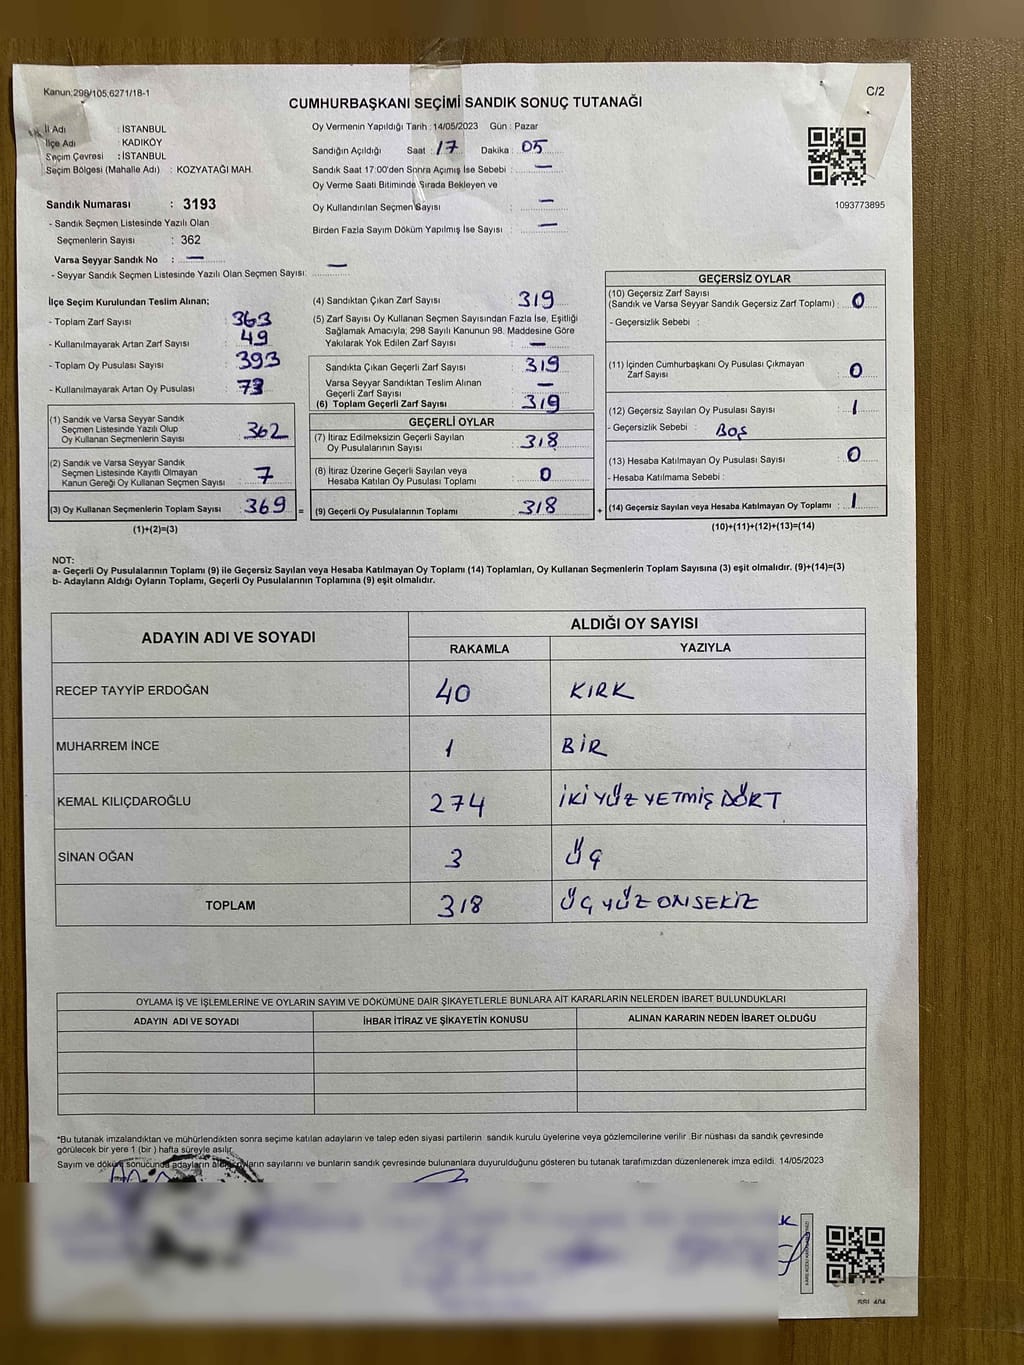 Kanun;298/105,6271/18-1
C/2
CUMHURBAŞKANI SEÇİMİ SANDIK SONUÇ TUTANAĞI
İl Adı : İSTANBUL
İlçe Adı : KADIKÖY
Seçim Çevresi : İSTANBUL
Seçim Bölgesi (Mahalle Adı) : KOZYATAĞI MAH.
Sandık Numarası : 3193
- Sandık Seçmen Listesinde Yazılı Olan
Seçmenlerin Sayısı : 362
Varsa Seyyar Sandık No : —
- Seyyar Sandık Seçmen Listesinde Yazılı Olan Seçmen Sayısı: —
Oy Vermenin Yapıldığı Tarih : 14/05/2023 Gün : Pazar
Sandığın Açıldığı Saat : 17 Dakika : 05
Sandık Saat 17:00'den Sonra Açımış İse Sebebi : —
Oy Verme Saati Bitiminde Sırada Bekleyen ve
Oy Kullandırılan Seçmen Sayısı : —
Birden Fazla Sayım Döküm Yapılmış İse Sayısı : —
1093773895
İlçe Seçim Kurulundan Teslim Alınan;
- Toplam Zarf Sayısı : 363
- Kullanılmayarak Artan Zarf Sayısı : 49
- Toplam Oy Pusulası Sayısı : 393
- Kullanılmayarak Artan Oy Pusulası : 73
(1) Sandık ve Varsa Seyyar Sandık
Seçmen Listesinde Yazılı Olup
Oy Kullanan Seçmenlerin Sayısı : 362
(2) Sandık ve Varsa Seyyar Sandık
Seçmen Listesinde Kayıtlı Olmayan
Kanun Gereği Oy Kullanan Seçmen Sayısı : 7
(3) Oy Kullanan Seçmenlerin Toplam Sayısı : 369 =
(1)+(2)=(3)
(4) Sandıktan Çıkan Zarf Sayısı : 319
(5) Zarf Sayısı Oy Kullanan Seçmen Sayısından Fazla İse, Eşitliği
Sağlamak Amacıyla; 298 Sayılı Kanunun 98. Maddesine Göre
Yakılarak Yok Edilen Zarf Sayısı : —
Sandıkta Çıkan Geçerli Zarf Sayısı : 319
Varsa Seyyar Sandıktan Teslim Alınan
Geçerli Zarf Sayısı : —
(6) Toplam Geçerli Zarf Sayısı : 319
GEÇERLİ OYLAR
(7) İtiraz Edilmeksizin Geçerli Sayılan
Oy Pusulasının Sayısı : 318
(8) İtiraz Üzerine Geçerli Sayılan veya
Hesaba Katılan Oy Pusulası Toplamı : 0
(9) Geçerli Oy Pusulalarının Toplamı : 318 +
GEÇERSİZ OYLAR
(10) Geçersiz Zarf Sayısı
(Sandık ve Varsa Seyyar Sandık Geçersiz Zarf Toplamı) : 0
- Geçersizlik Sebebi :
(11) İçinden Cumhurbaşkanı Oy Pusulası Çıkmayan
Zarf Sayısı : 0
(12) Geçersiz Sayılan Oy Pusulası Sayısı : 1
- Geçersizlik Sebebi : BOŞ
(13) Hesaba Katılmayan Oy Pusulası Sayısı : 0
- Hesaba Katılmama Sebebi :
(14) Geçersiz Sayılan veya Hesaba Katılmayan Oy Toplamı : 1
(10)+(11)+(12)+(13)=(14)
NOT:
a- Geçerli Oy Pusulalarının Toplamı (9) ile Geçersiz Sayılan veya Hesaba Katılmayan Oy Toplamı (14) Toplamları, Oy Kullanan Seçmenlerin Toplam Sayısına (3) eşit olmalıdır. (9)+(14)=(3)
b- Adayların Aldığı Oyların Toplamı, Geçerli Oy Pusulalarının Toplamına (9) eşit olmalıdır.
ADAYIN ADI VE SOYADI
ALDIĞI OY SAYISI
RAKAMLA YAZIYLA
RECEP TAYYİP ERDOĞAN 40 KIRK
MUHARREM İNCE 1 BİR
KEMAL KILIÇDAROĞLU 274 İKİYÜZYETMİŞDÖRT
SİNAN OĞAN 3 ÜÇ
TOPLAM 318 ÜÇYÜZONSEKİZ
OYLAMA İŞ VE İŞLEMLERİNE VE OYLARIN SAYIM VE DÖKÜMÜNE DAİR ŞİKAYETLERLE BUNLARA AİT KARARLARIN NELERDEN İBARET BULUNDUKLARI
ADAYIN ADI VE SOYADI İHBAR İTİRAZ VE ŞİKAYETİN KONUSU ALINAN KARARIN NEDEN İBARET OLDUĞU
*Bu tutanak imzalandıktan ve mühürlendikten sonra seçime katılan adayların ve talep eden siyasi partilerin sandık kurulu üyelerine veya gözlemcilerine verilir .Bir nüshası da sandık çevresinde
görülecek bir yere 1 (bir ) hafta süreyle asılır.
Sayım ve döküm sonucunda adayların aldığı oyların sayılarını ve bunların sandık çevresinde bulunanlara duyurulduğunu gösteren bu tutanak tarafımızdan düzenlenerek imza edildi. 14/05/2023